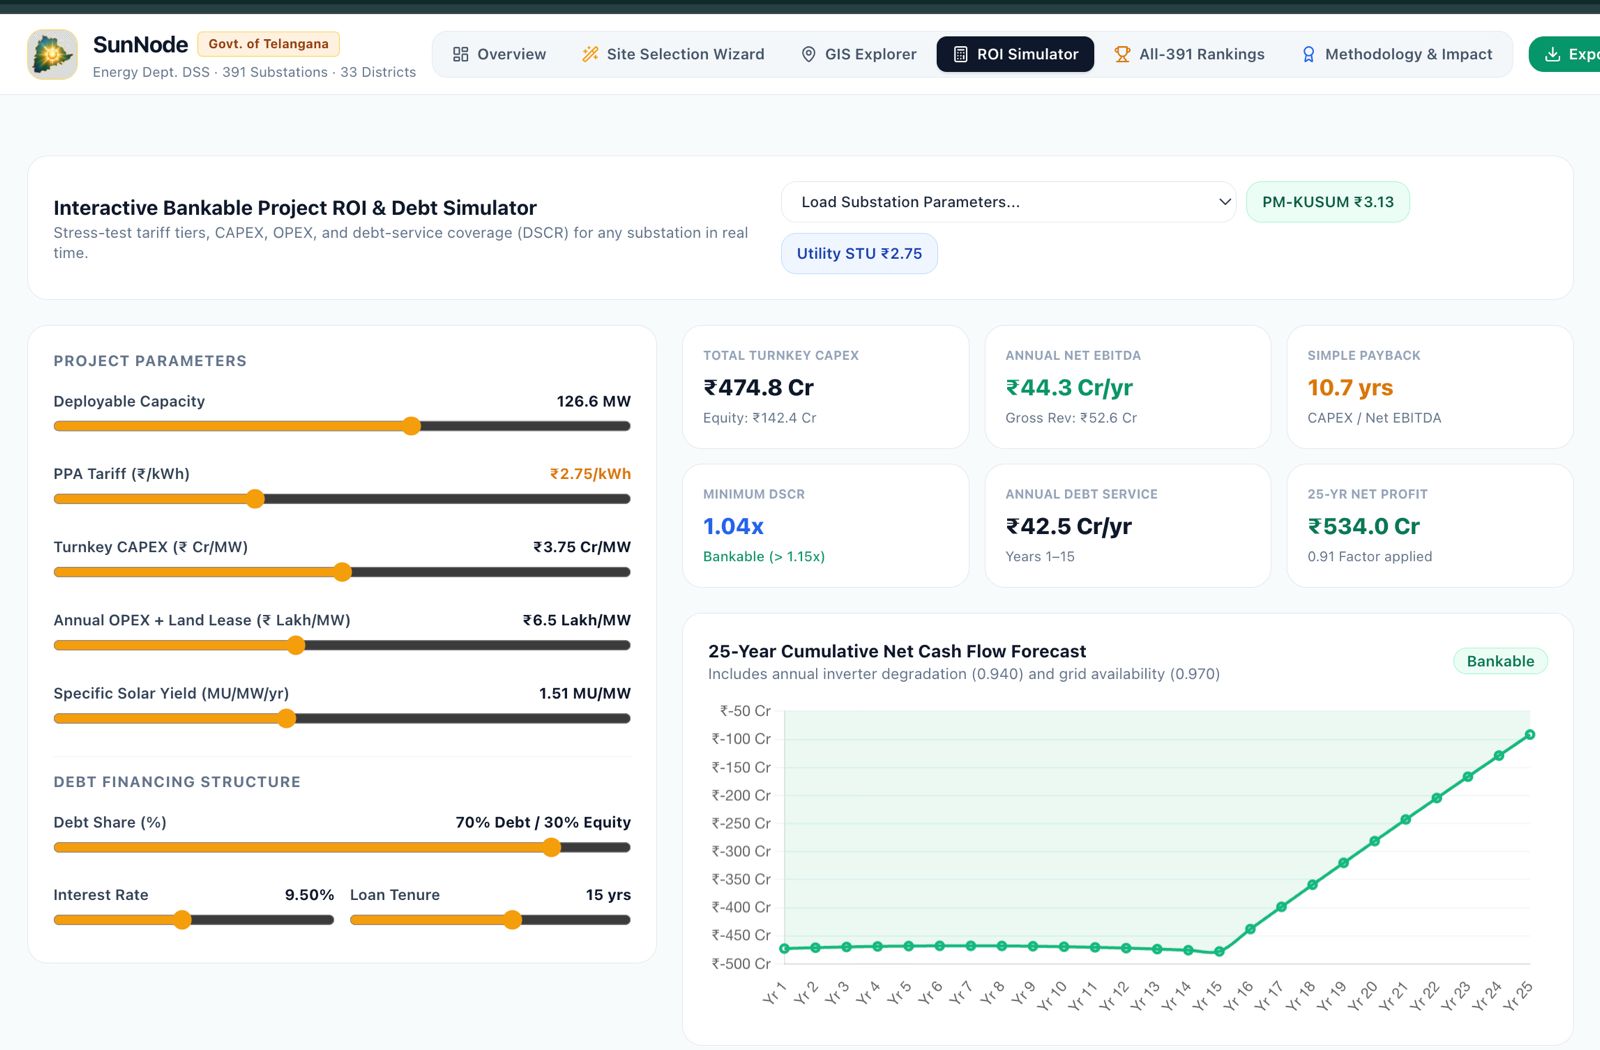 SunNode
Govt. of Telangana
Energy Dept. DSS · 391 Substations · 33 Districts
Overview
Site Selection Wizard
GIS Explorer
ROI Simulator
All-391 Rankings
Methodology & Impact
Interactive Bankable Project ROI & Debt Simulator
Stress-test tariff tiers, CAPEX, OPEX, and debt-service coverage (DSCR) for any substation in real
time.
Load Substation Parameters...
PM-KUSUM ₹3.13
Utility STU ₹2.75
PROJECT PARAMETERS
Deployable Capacity 126.6 MW
PPA Tariff (₹/kWh) ₹2.75/kWh
Turnkey CAPEX (₹ Cr/MW) ₹3.75 Cr/MW
Annual OPEX + Land Lease (₹ Lakh/MW) ₹6.5 Lakh/MW
Specific Solar Yield (MU/MW/yr) 1.51 MU/MW
DEBT FINANCING STRUCTURE
Debt Share (%) 70% Debt / 30% Equity
Interest Rate 9.50%
Loan Tenure 15 yrs
TOTAL TURNKEY CAPEX
₹474.8 Cr
Equity: ₹142.4 Cr
ANNUAL NET EBITDA
₹44.3 Cr/yr
Gross Rev: ₹52.6 Cr
SIMPLE PAYBACK
10.7 yrs
CAPEX / Net EBITDA
MINIMUM DSCR
1.04x
Bankable (> 1.15x)
ANNUAL DEBT SERVICE
₹42.5 Cr/yr
Years 1–15
25-YR NET PROFIT
₹534.0 Cr
0.91 Factor applied
25-Year Cumulative Net Cash Flow Forecast
Includes annual inverter degradation (0.940) and grid availability (0.970)
Bankable
₹-50 Cr
₹-100 Cr
₹-150 Cr
₹-200 Cr
₹-250 Cr
₹-300 Cr
₹-350 Cr
₹-400 Cr
₹-450 Cr
₹-500 Cr
Yr 1
Yr 2
Yr 3
Yr 4
Yr 5
Yr 6
Yr 7
Yr 8
Yr 9
Yr 10
Yr 11
Yr 12
Yr 13
Yr 14
Yr 15
Yr 16
Yr 17
Yr 18
Yr 19
Yr 20
Yr 21
Yr 22
Yr 23
Yr 24
Yr 25